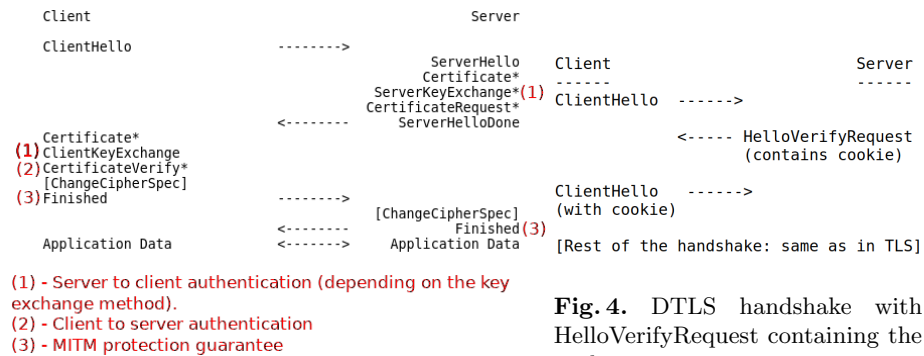 Client Server
ClientHello -------->
ServerHello
Certificate*
ServerKeyExchange*(1)
CertificateRequest*
<-------- ServerHelloDone
Certificate*
(1) ClientKeyExchange
(2) CertificateVerify*
[ChangeCipherSpec]
(3) Finished -------->
[ChangeCipherSpec]
<-------- Finished (3)
Application Data <-------> Application Data
(1) - Server to client authentication (depending on the key
exchange method).
(2) - Client to server authentication
(3) - MITM protection guarantee
Client Server
------ ------
ClientHello ------>
<----- HelloVerifyRequest
(contains cookie)
ClientHello ------>
(with cookie)
[Rest of the handshake: same as in TLS]
Fig. 4. DTLS handshake with
HelloVerifyRequest containing the